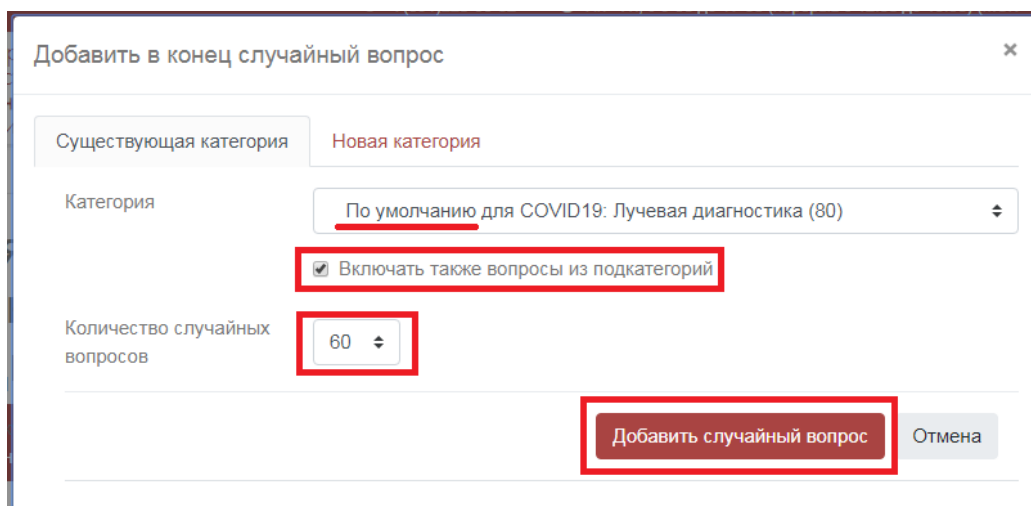 Добавить в конец случайный вопрос ×
Существующая категория Новая категория
Категория По умолчанию для COVID19: Лучевая диагностика (80)
Включать также вопросы из подкатегорий
Количество случайных
вопросов
60
Добавить случайный вопрос Отмена